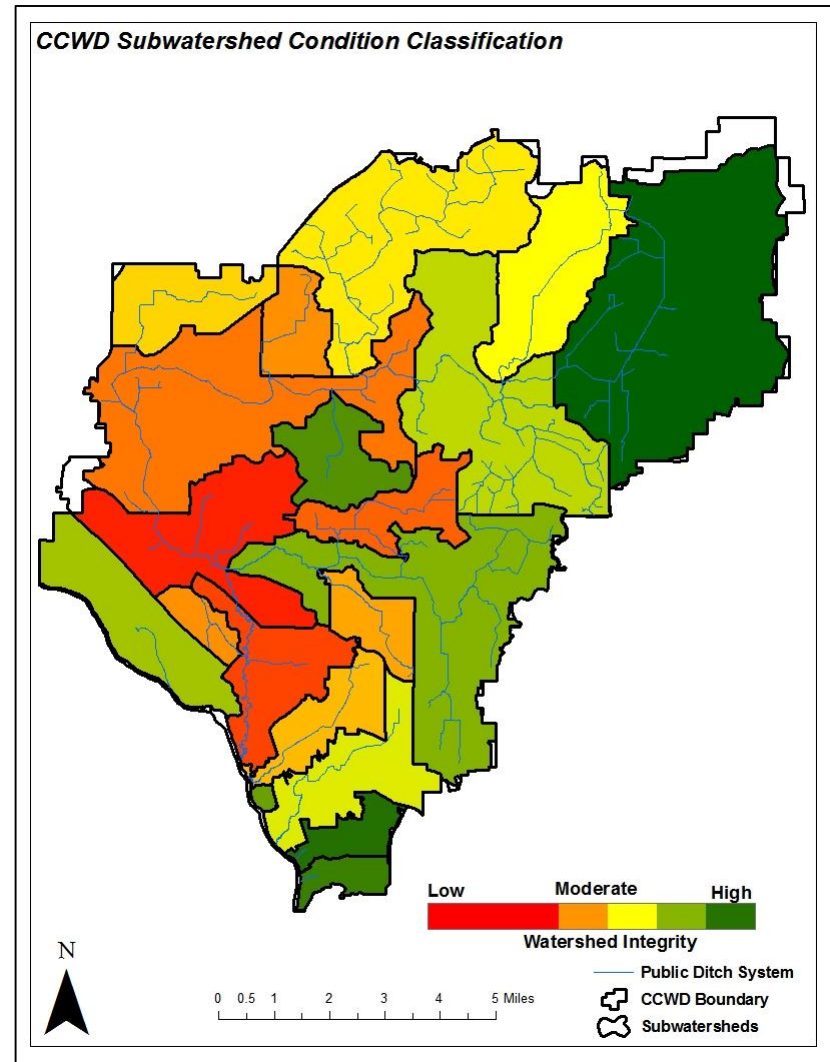 CCWD Subwatershed Condition Classification
Low Moderate High
Watershed Integrity
N
Public Ditch System
0 0.5 1 2 3 4 5 Miles
CCWD Boundary
Subwatersheds